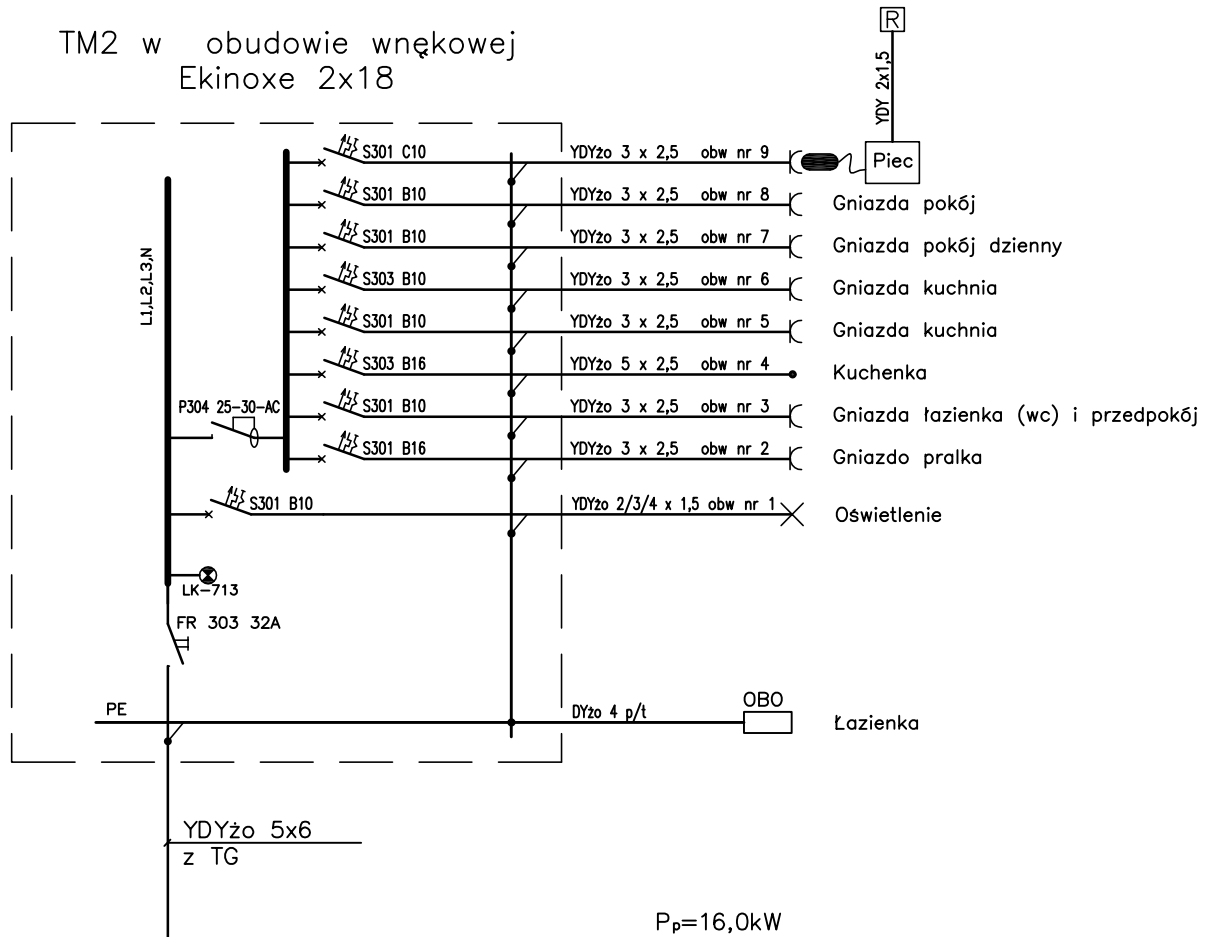 TM2 w obudowie wnękowej
Ekinoxe 2x18
R
YDY 2x1,5
S301 C10 YDYżo 3 x 2,5 obw nr 9 Piec
S301 B10 YDYżo 3 x 2,5 obw nr 8 Gniazda pokój
S301 B10 YDYżo 3 x 2,5 obw nr 7 Gniazda pokój dzienny
S303 B10 YDYżo 3 x 2,5 obw nr 6 Gniazda kuchnia
S301 B10 YDYżo 3 x 2,5 obw nr 5 Gniazda kuchnia
S303 B16 YDYżo 5 x 2,5 obw nr 4 Kuchenka
S301 B10 YDYżo 3 x 2,5 obw nr 3 Gniazda łazienka (wc) i przedpokój
S301 B16 YDYżo 3 x 2,5 obw nr 2 Gniazdo pralka
L1,L2,L3,N
P304 25-30-AC
S301 B10 YDYżo 2/3/4 x 1,5 obw nr 1 Oświetlenie
LK-713
FR 303 32A
PE DYżo 4 p/t OBO Łazienka
YDYżo 5x6
z TG
Pp=16,0kW